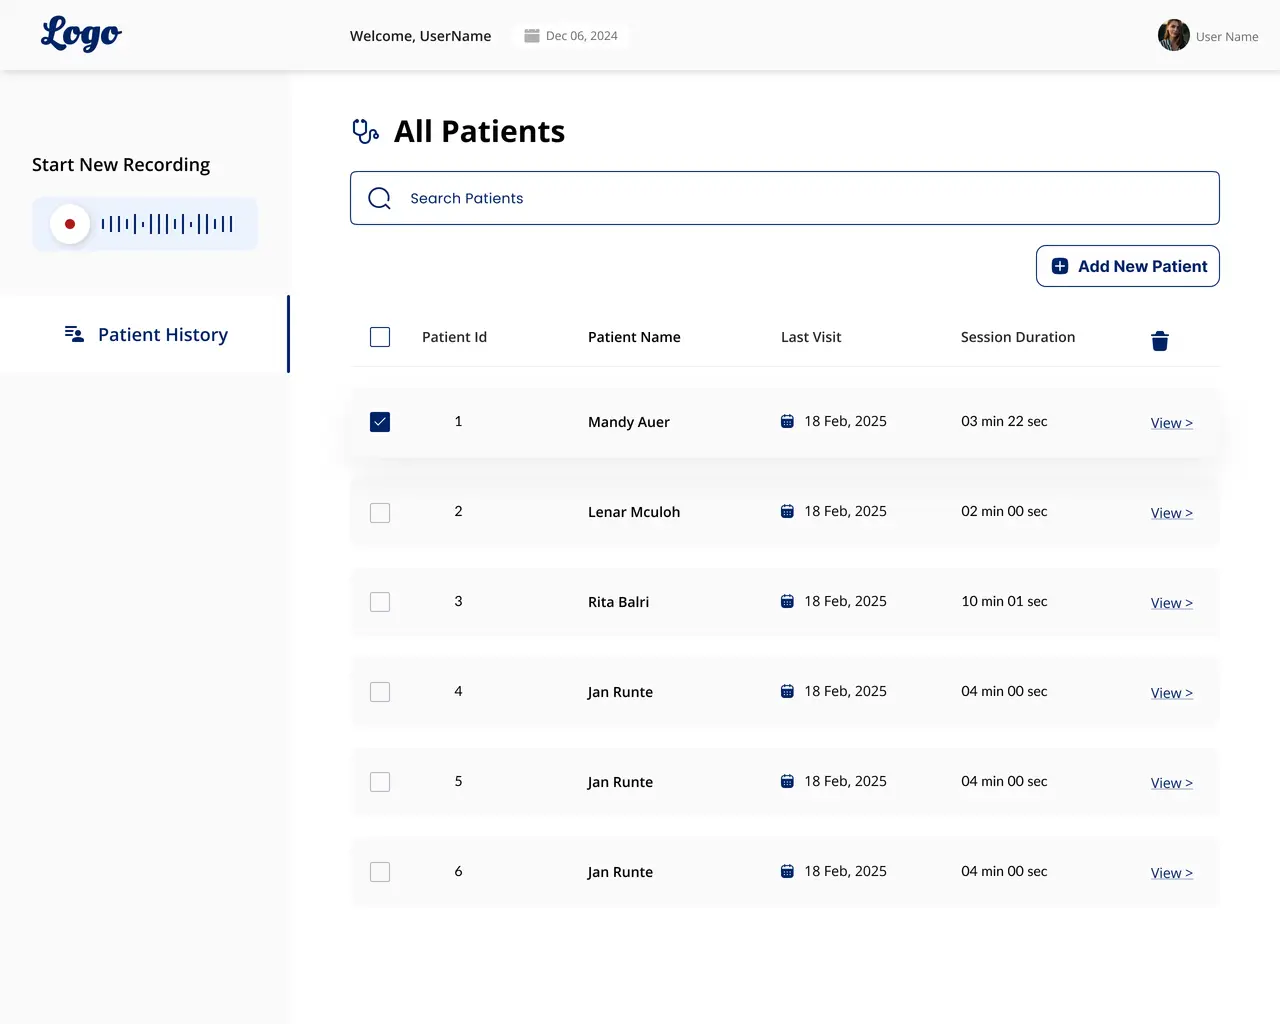 Logo
Welcome, UserName
Dec 06, 2024
User Name
Start New Recording
Patient History
All Patients
Search Patients
Add New Patient
Patient Id Patient Name Last Visit Session Duration
1 Mandy Auer 18 Feb, 2025 03 min 22 sec View >
2 Lenar Mculoh 18 Feb, 2025 02 min 00 sec View >
3 Rita Balri 18 Feb, 2025 10 min 01 sec View >
4 Jan Runte 18 Feb, 2025 04 min 00 sec View >
5 Jan Runte 18 Feb, 2025 04 min 00 sec View >
6 Jan Runte 18 Feb, 2025 04 min 00 sec View >